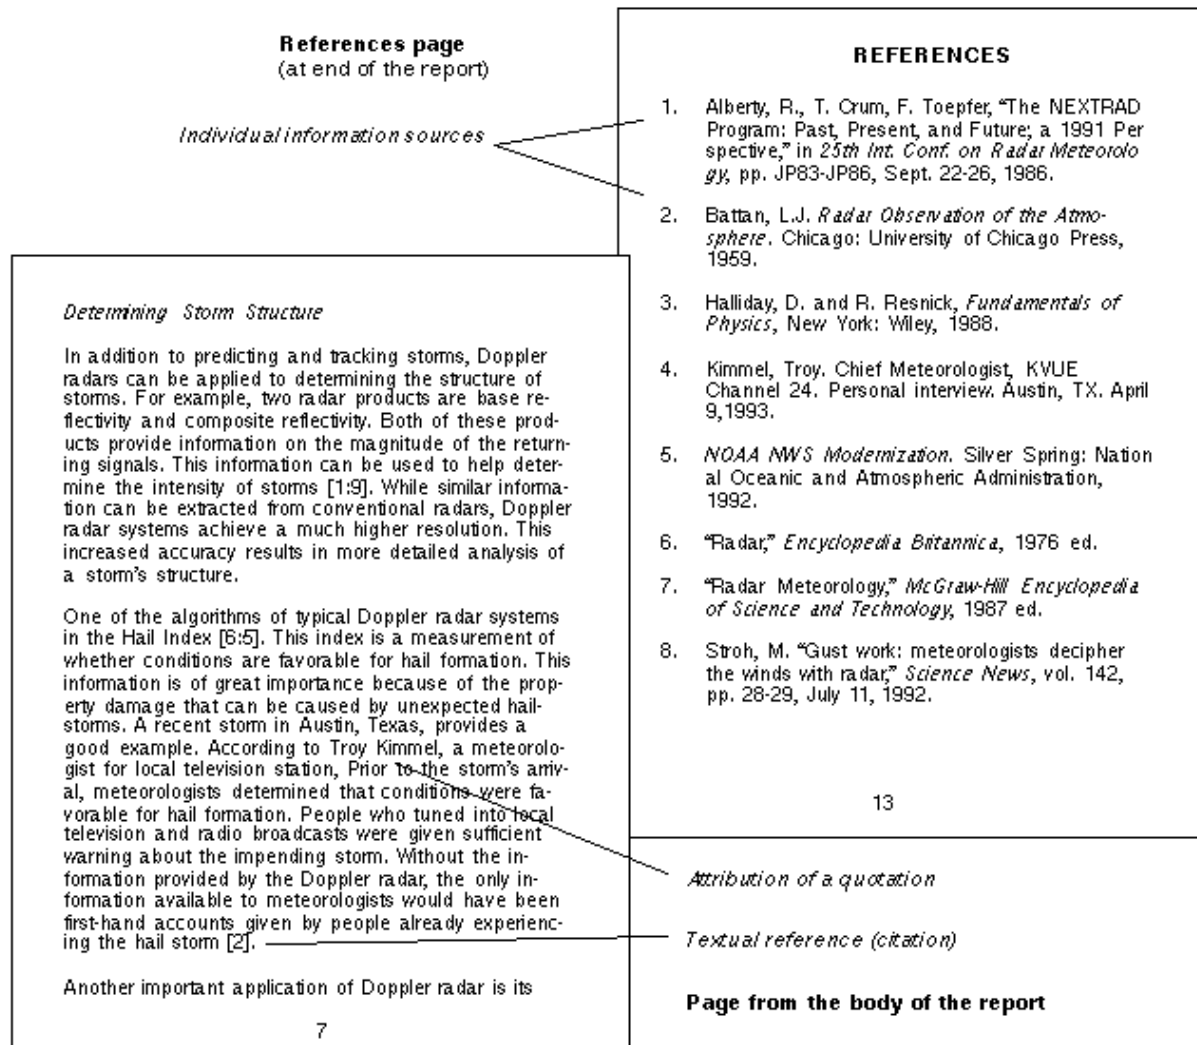 References page
(at end of the report)
Individual information sources
REFERENCES
1. Alberty, R., T. Crum, F. Toepfer, “The NEXTRAD
Program: Past, Present, and Future; a 1991 Per
spective,” in 25th Int. Conf. on Radar Meteorolo
gy, pp. JP83-JP86, Sept. 22-26, 1986.
2. Battan, L.J. Radar Observation of the Atmo-
sphere. Chicago: University of Chicago Press,
1959.
3. Halliday, D. and R. Resnick, Fundamentals of
Physics, New York: Wiley, 1988.
4. Kimmel, Troy. Chief Meteorologist, KVUE
Channel 24. Personal interview. Austin, TX. April
9,1993.
5. NOAA NWS Modernization. Silver Spring: Nation
al Oceanic and Atmospheric Administration,
1992.
6. “Radar,” Encyclopedia Britannica, 1976 ed.
7. “Radar Meteorology,” McGraw-Hill Encyclopedia
of Science and Technology, 1987 ed.
8. Stroh, M. “Gust work: meteorologists decipher
the winds with radar,” Science News, vol. 142,
pp. 28-29, July 11, 1992.
13
Determining Storm Structure
In addition to predicting and tracking storms, Doppler
radars can be applied to determining the structure of
storms. For example, two radar products are base re-
flectivity and composite reflectivity. Both of these prod-
ucts provide information on the magnitude of the return-
ing signals. This information can be used to help deter-
mine the intensity of storms [1:9]. While similar informa-
tion can be extracted from conventional radars, Doppler
radar systems achieve a much higher resolution. This
increased accuracy results in more detailed analysis of
a storm’s structure.
One of the algorithms of typical Doppler radar systems
in the Hail Index [6:5]. This index is a measurement of
whether conditions are favorable for hail formation. This
information is of great importance because of the prop-
erty damage that can be caused by unexpected hail-
storms. A recent storm in Austin, Texas, provides a
good example. According to Troy Kimmel, a meteorolo-
gist for local television station, Prior to the storm’s arriv-
al, meteorologists determined that conditions were fa-
vorable for hail formation. People who tuned into local
television and radio broadcasts were given sufficient
warning about the impending storm. Without the in-
formation provided by the Doppler radar, the only in-
formation available to meteorologists would have been
first-hand accounts given by people already experienc-
ing the hail storm [2].
Another important application of Doppler radar is its
7
Attribution of a quotation
Textual reference (citation)
Page from the body of the report